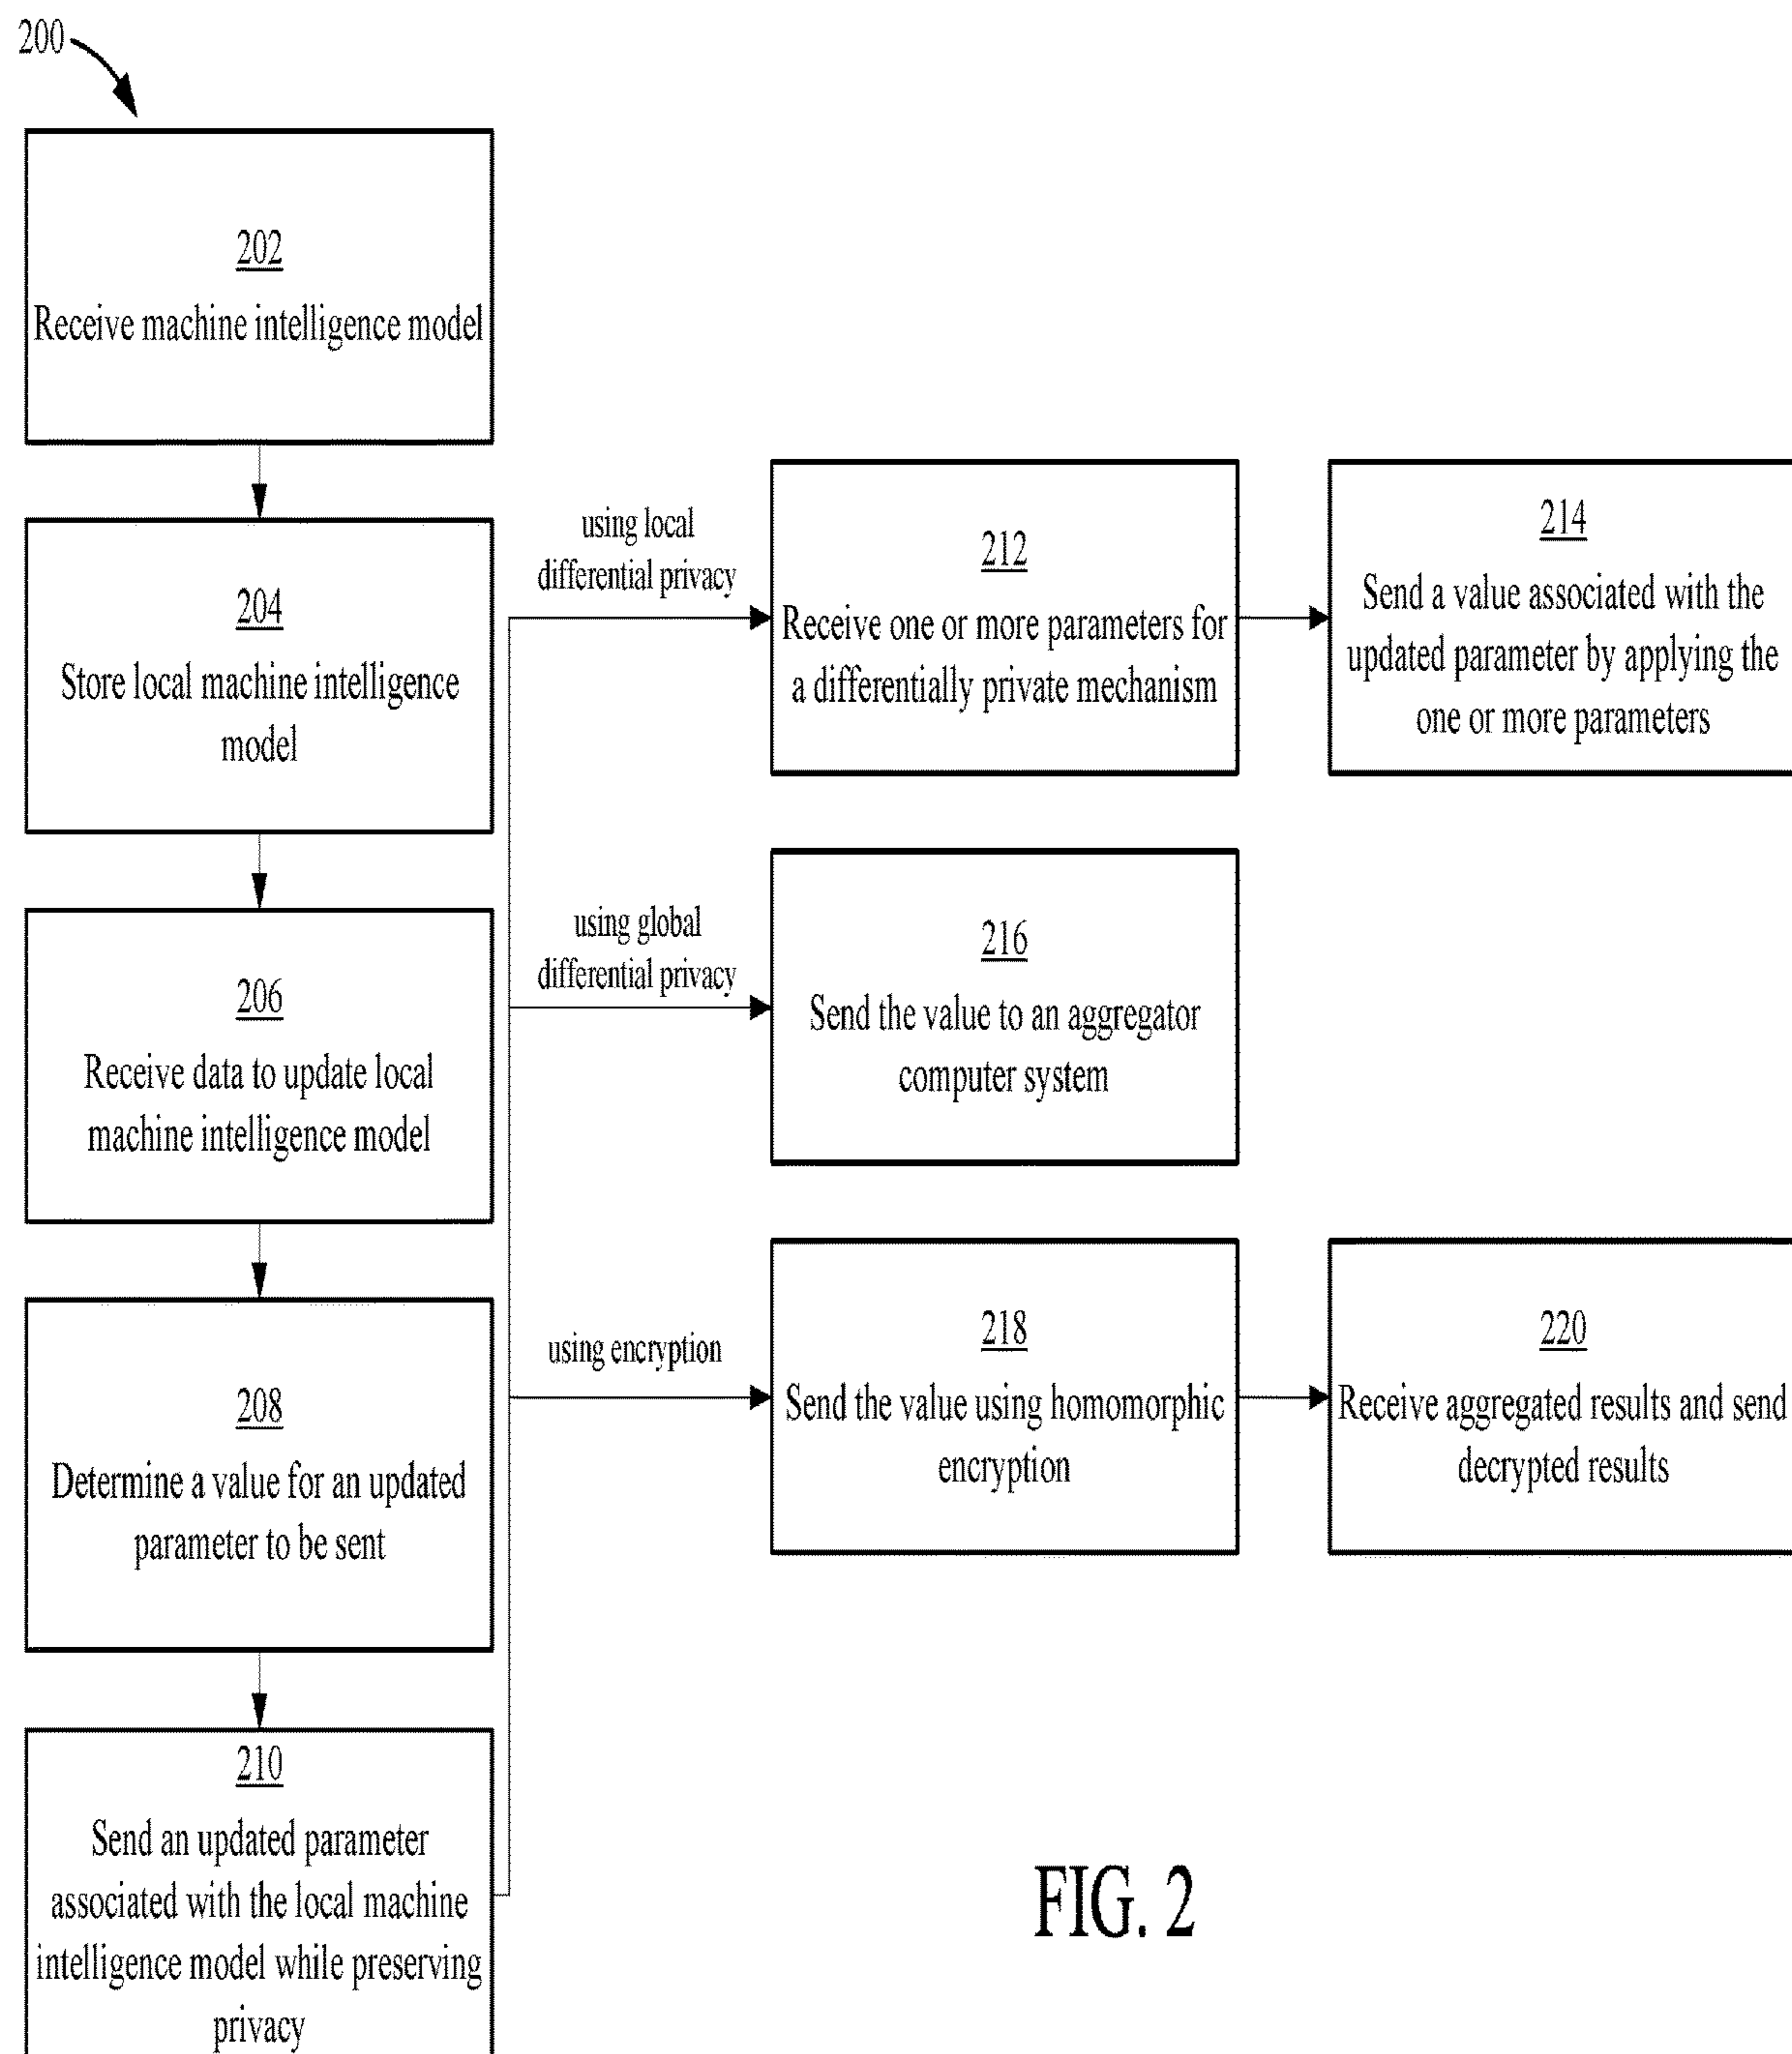 200
202
Receive machine intelligence model
204
Store local machine intelligence
model
206
Receive data to update local
machine intelligence model
208
Determine a value for an updated
parameter to be sent
210
Send an updated parameter
associated with the local machine
intelligence model while preserving
privacy
using local
differential privacy
212
Receive one or more parameters for
a differentially private mechanism
214
Send a value associated with the
updated parameter by applying the
one or more parameters
using global
differential privacy
216
Send the value to an aggregator
computer system
using encryption
218
Send the value using homomorphic
encryption
220
Receive aggregated results and send
decrypted results
FIG. 2